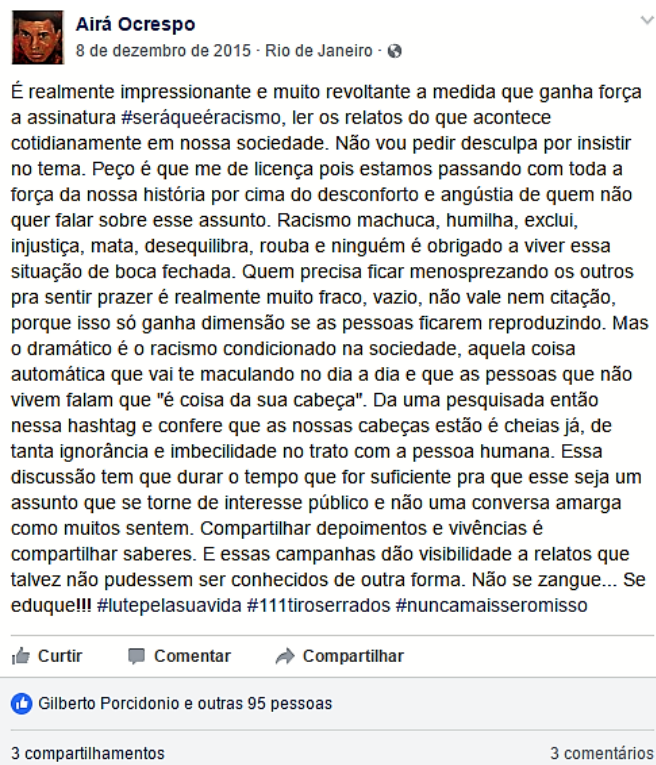 Airá Ocrespo
8 de dezembro de 2015 · Rio de Janeiro ·
É realmente impressionante e muito revoltante a medida que ganha força
a assinatura #seráqueéracismo, ler os relatos do que acontece
cotidianamente em nossa sociedade. Não vou pedir desculpa por insistir
no tema. Peço é que me de licença pois estamos passando com toda a
força da nossa história por cima do desconforto e angústia de quem não
quer falar sobre esse assunto. Racismo machuca, humilha, exclui,
injustiça, mata, desequilibra, rouba e ninguém é obrigado a viver essa
situação de boca fechada. Quem precisa ficar menosprezando os outros
pra sentir prazer é realmente muito fraco, vazio, não vale nem citação,
porque isso só ganha dimensão se as pessoas ficarem reproduzindo. Mas
o dramático é o racismo condicionado na sociedade, aquela coisa
automática que vai te maculando no dia a dia e que as pessoas que não
vivem falam que "é coisa da sua cabeça". Da uma pesquisada então
nessa hashtag e confere que as nossas cabeças estão é cheias já, de
tanta ignorância e imbecilidade no trato com a pessoa humana. Essa
discussão tem que durar o tempo que for suficiente pra que esse seja um
assunto que se torne de interesse público e não uma conversa amarga
como muitos sentem. Compartilhar depoimentos e vivências é
compartilhar saberes. E essas campanhas dão visibilidade a relatos que
talvez não pudessem ser conhecidos de outra forma. Não se zangue... Se
eduque!!! #lutepelasuavida #111tiroserrados #nuncamaisseromisso
Curtir Comentar Compartilhar
Gilberto Porcidonio e outras 95 pessoas
3 compartilhamentos 3 comentários